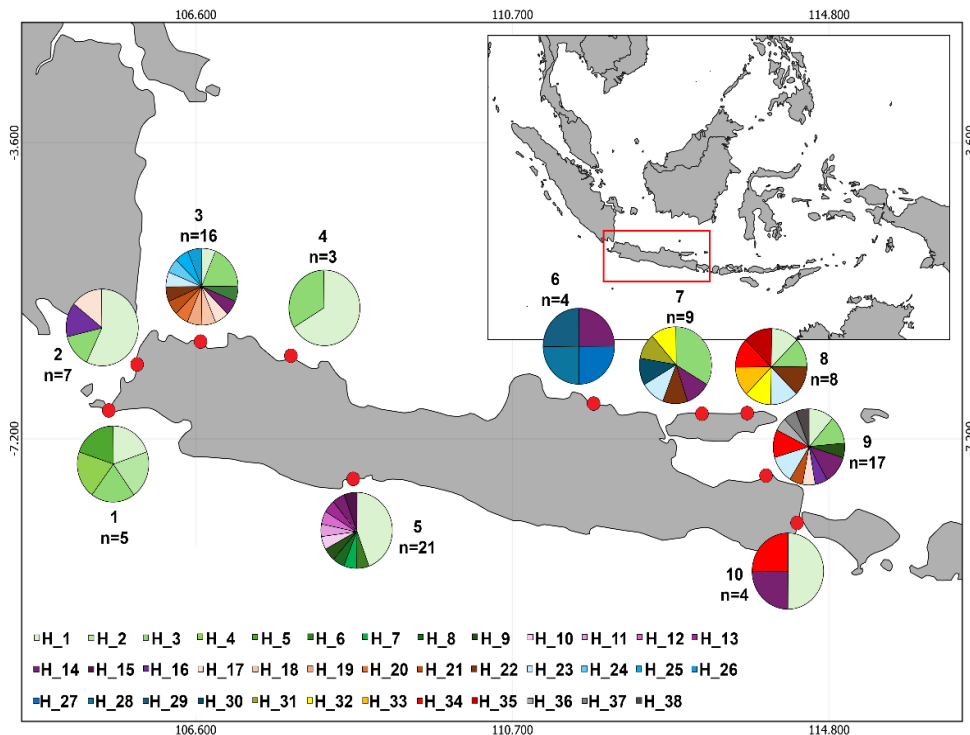 106.600 110.700 114.800
-3.600 -3.600
3
n=16
4
n=3
6
n=4
7
n=9
2
n=7
8
n=8
-7.200 -7.200
9
n=17
1
n=5
5
n=21
10
n=4
H_1 H_2 H_3 H_4 H_5 H_6 H_7 H_8 H_9 H_10 H_11 H_12 H_13
H_14 H_15 H_16 H_17 H_18 H_19 H_20 H_21 H_22 H_23 H_24 H_25 H_26
H_27 H_28 H_29 H_30 H_31 H_32 H_33 H_34 H_35 H_36 H_37 H_38
106.600 110.700 114.800